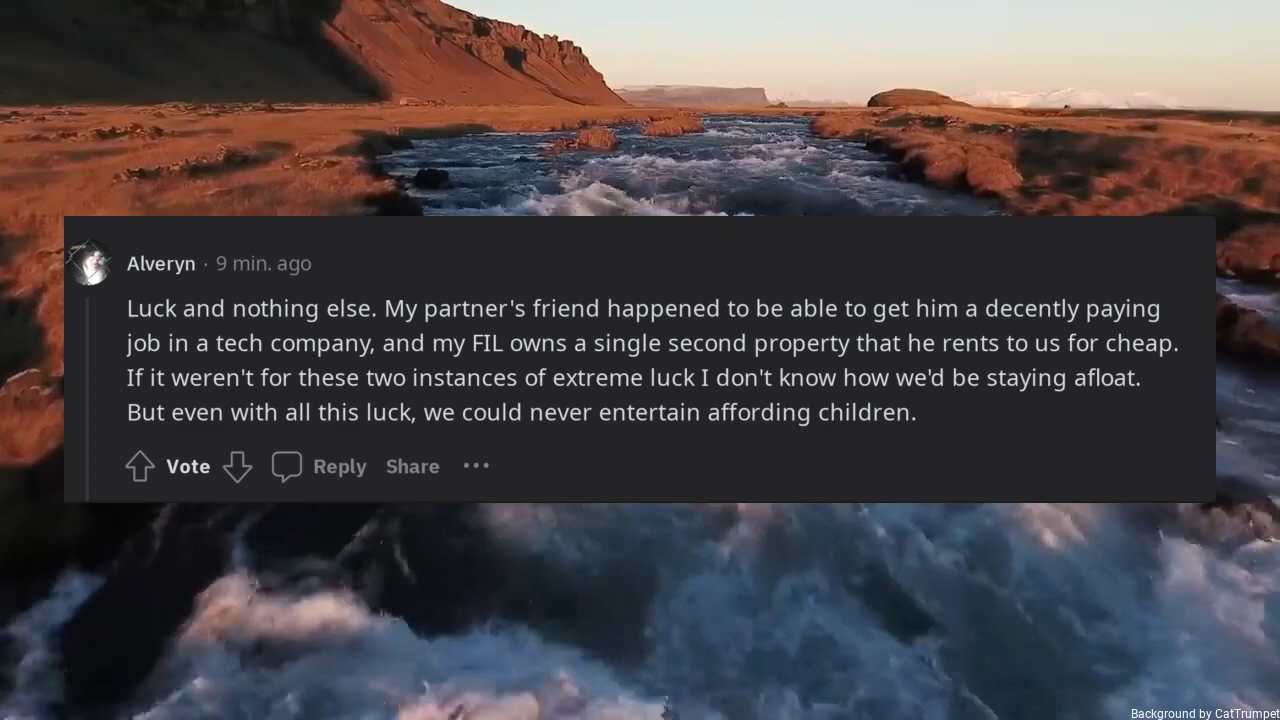 Alveryn · 9 min. ago
Luck and nothing else. My partner's friend happened to be able to get him a decently paying
job in a tech company, and my FIL owns a single second property that he rents to us for cheap.
If it weren't for these two instances of extreme luck I don't know how we'd be staying afloat.
But even with all this luck, we could never entertain affording children.
Vote Reply Share ···
Background by CatTrumpet